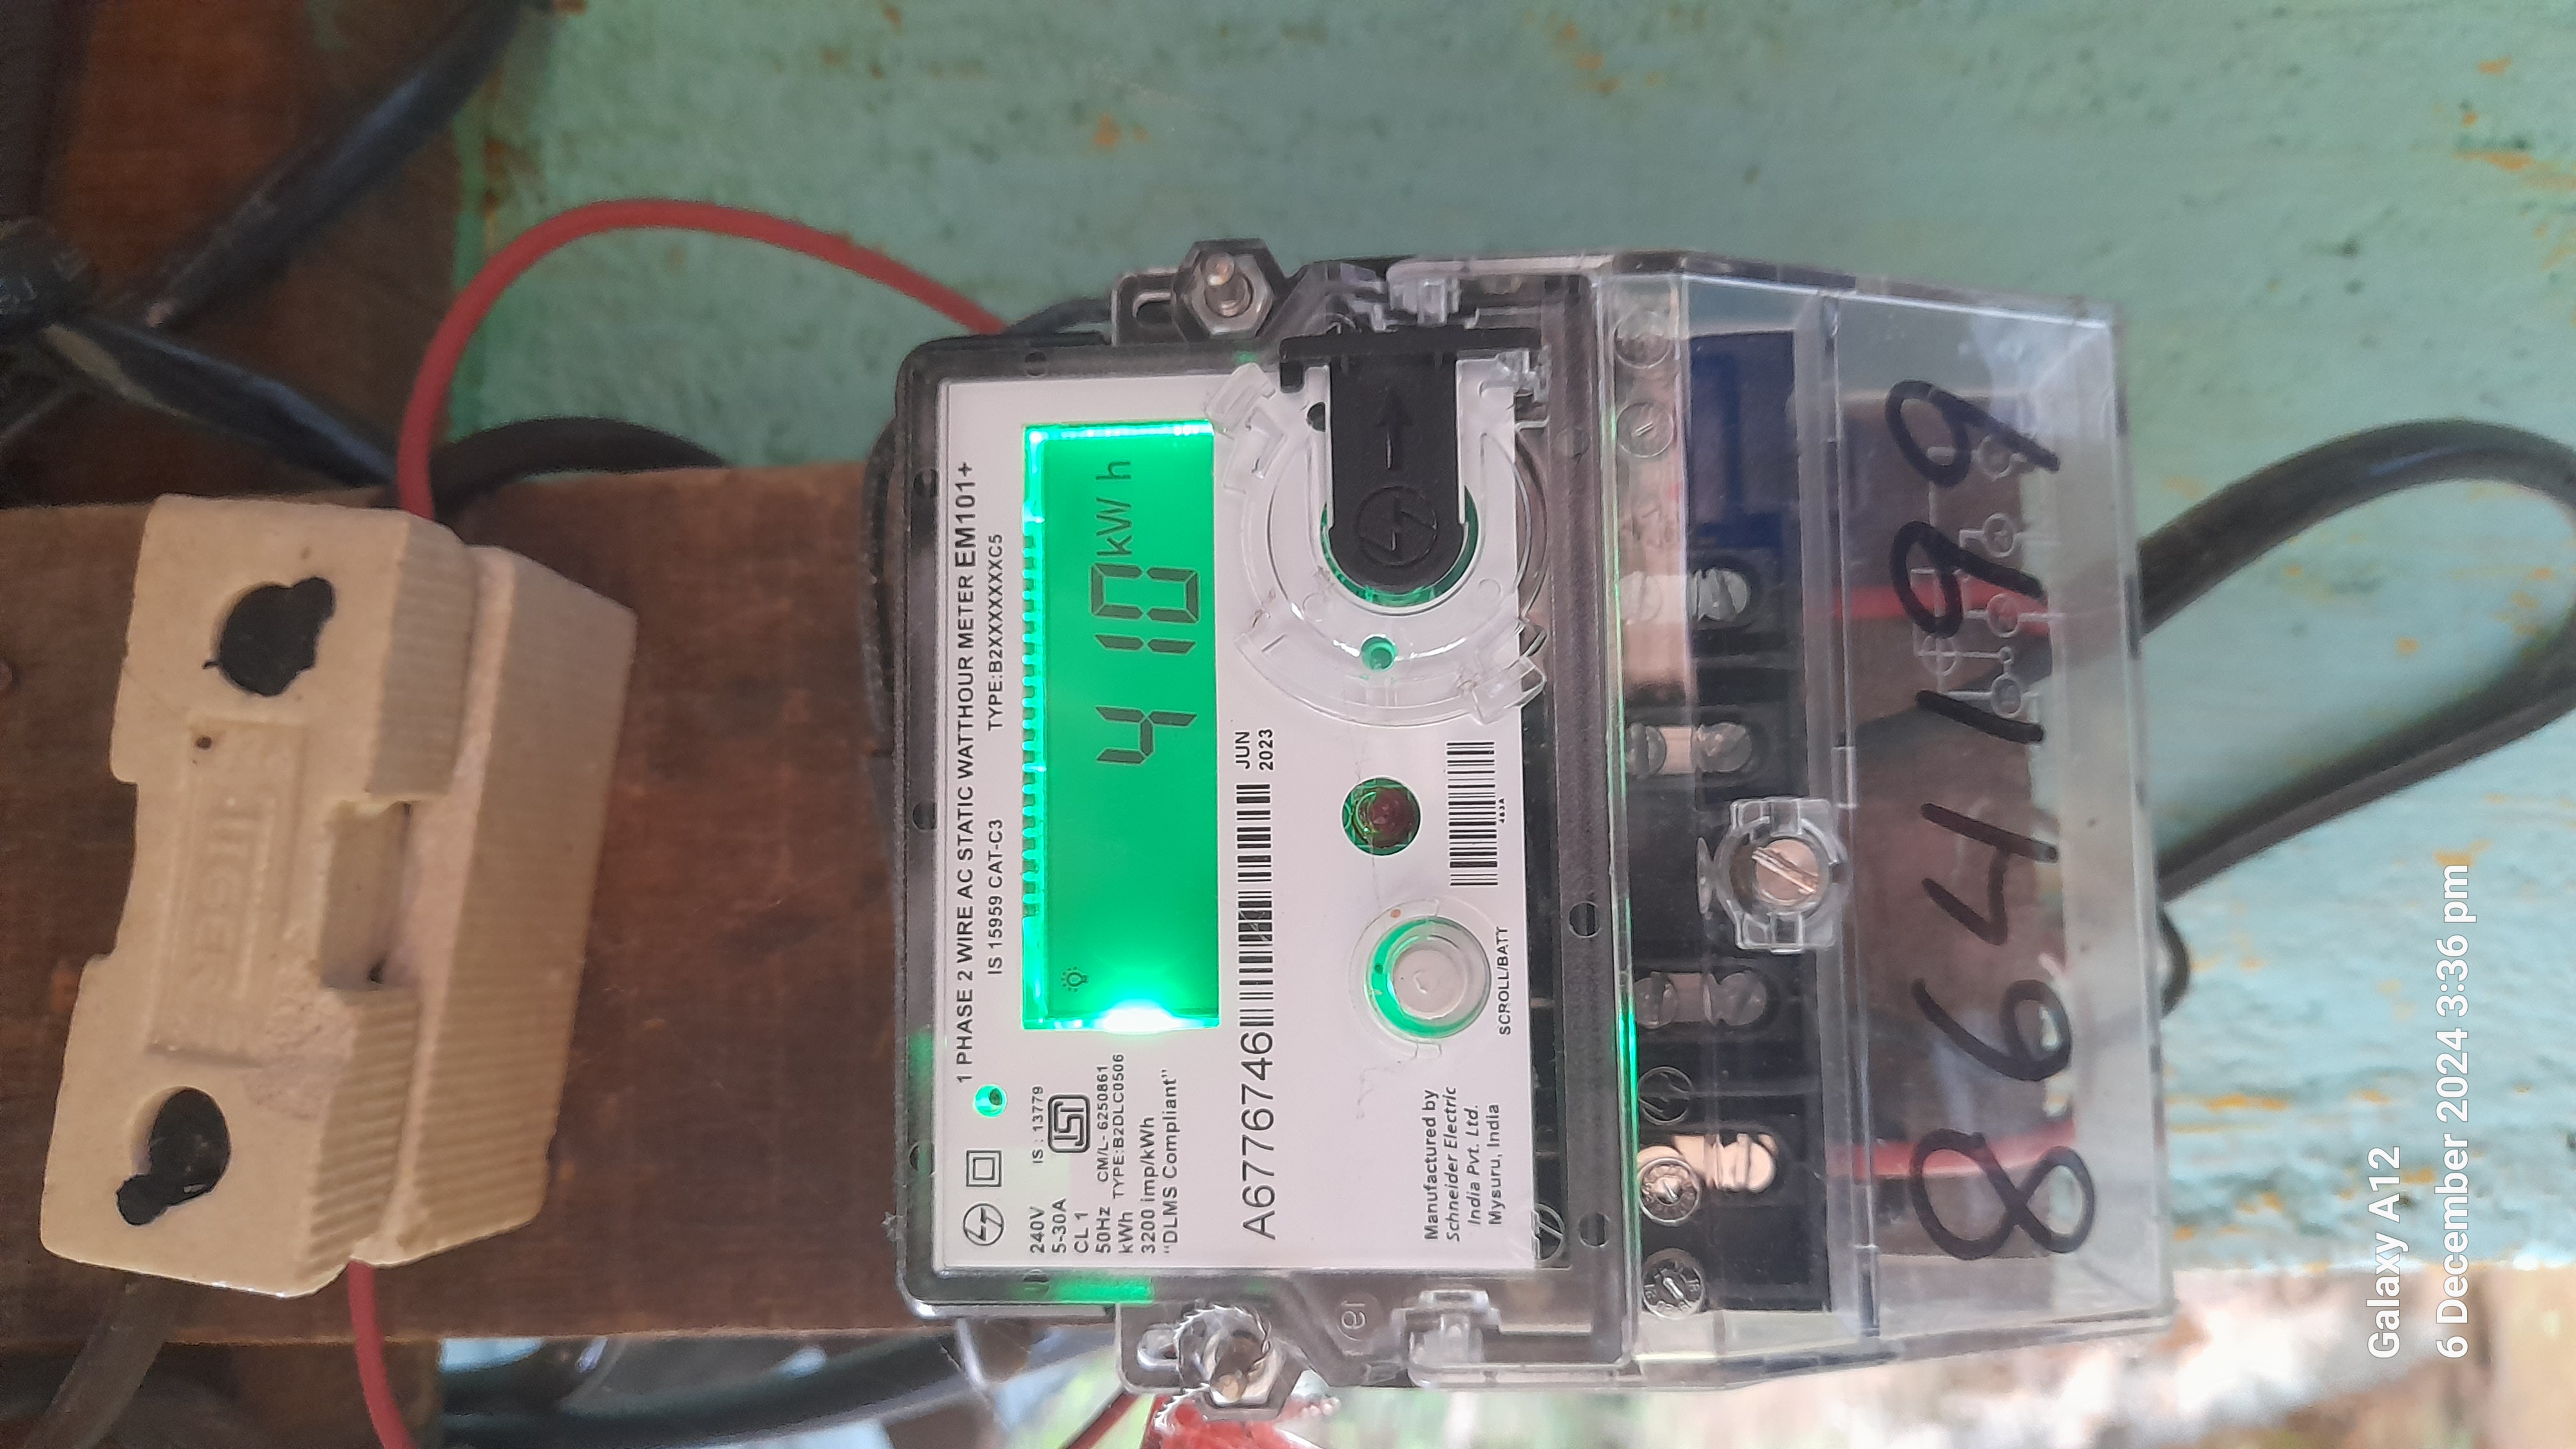 TIGER
1 PHASE 2 WIRE AC STATIC WATTHOUR METER EM101+
IS 15959 CAT-C3 TYPE:B2XXXXXXXXC5
240V IS: 13779
5-30A
CL 1
50Hz CM/L- 6250861
kWh TYPE:B2DLC0506
3200 imp/kWh
"DLMS Compliant"
410 kWh
A6776746
JUN
2023
Manufactured by
Schneider Electric
India Pvt. Ltd.
Mysuru, India
SCROLL/BATT
864199
Galaxy A12
6 December 2024 3:36 pm